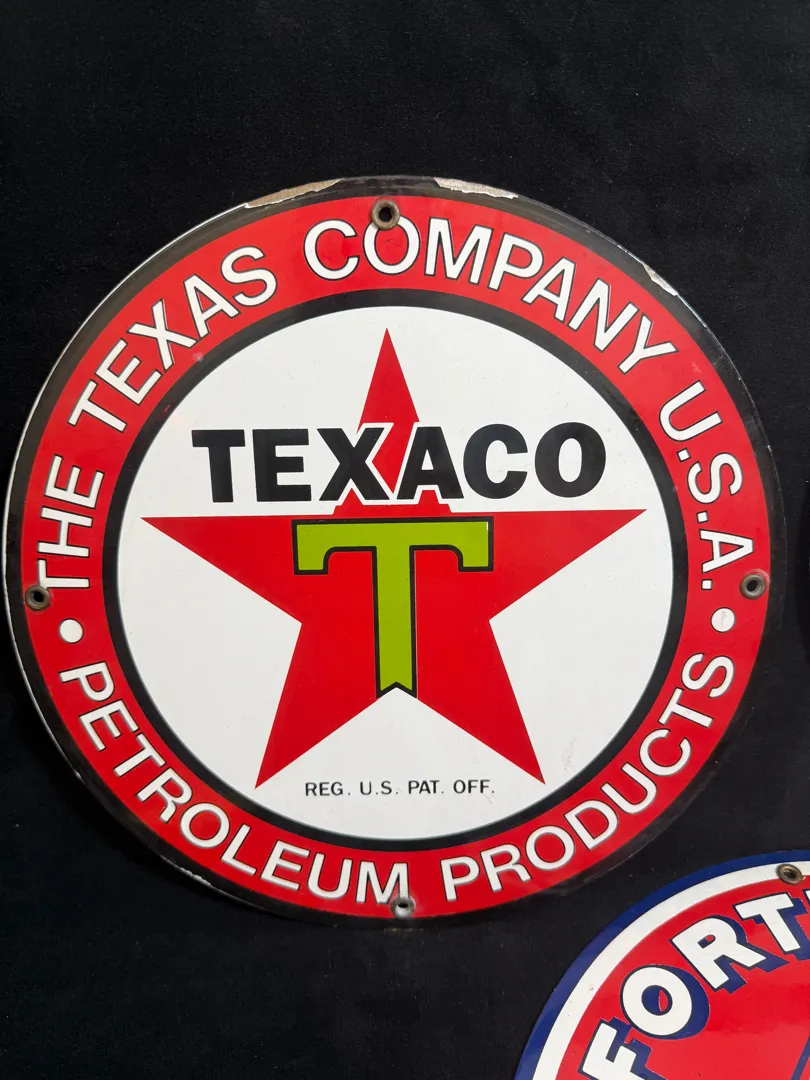 THE TEXAS COMPANY U.S.A.
TEXACO
T
REG. U.S. PAT. OFF.
• PETROLEUM PRODUCTS •
FORT